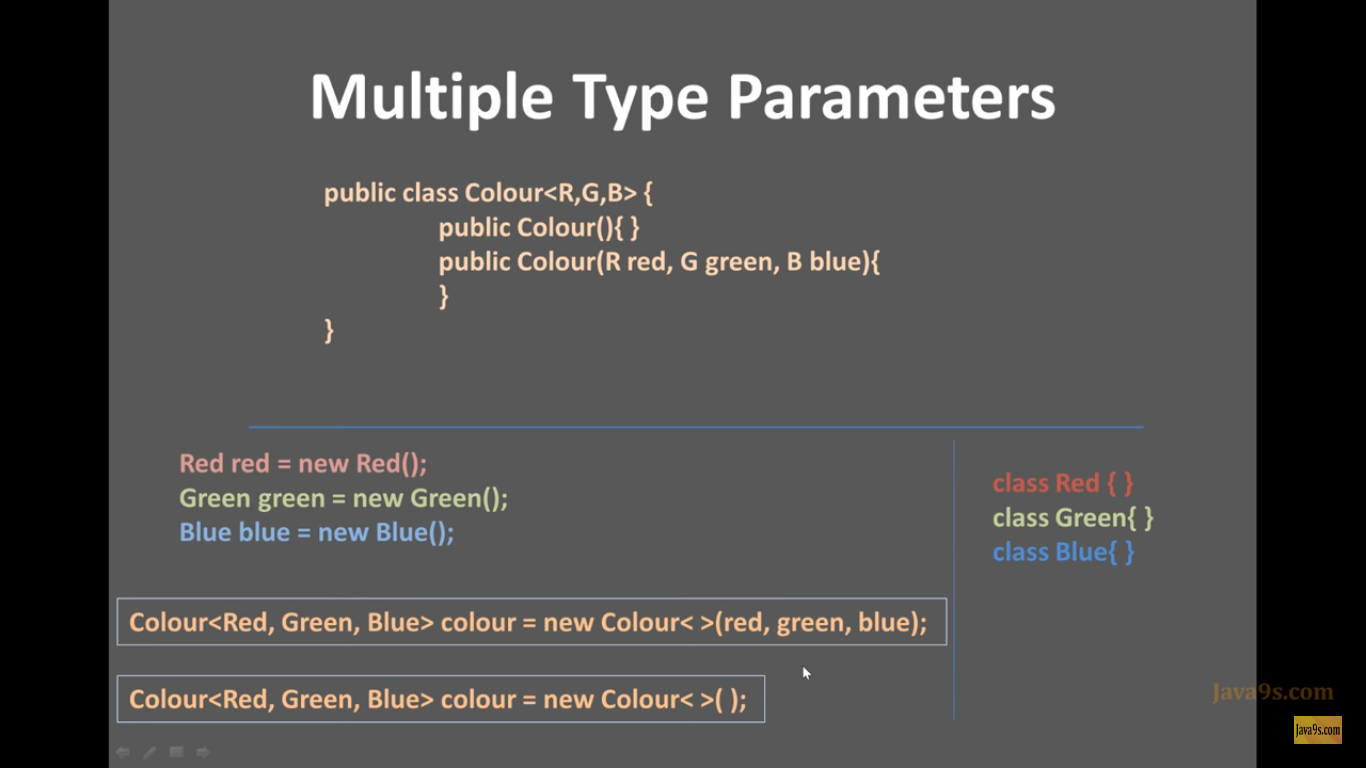 Multiple Type Parameters
public class Colour<R,G,B> {
public Colour(){ }
public Colour(R red, G green, B blue){
}
}
Red red = new Red();
Green green = new Green();
Blue blue = new Blue();
class Red { }
class Green{ }
class Blue{ }
Colour<Red, Green, Blue> colour = new Colour< >(red, green, blue);
Colour<Red, Green, Blue> colour = new Colour< >( );
Java9s.com
Java9s.com